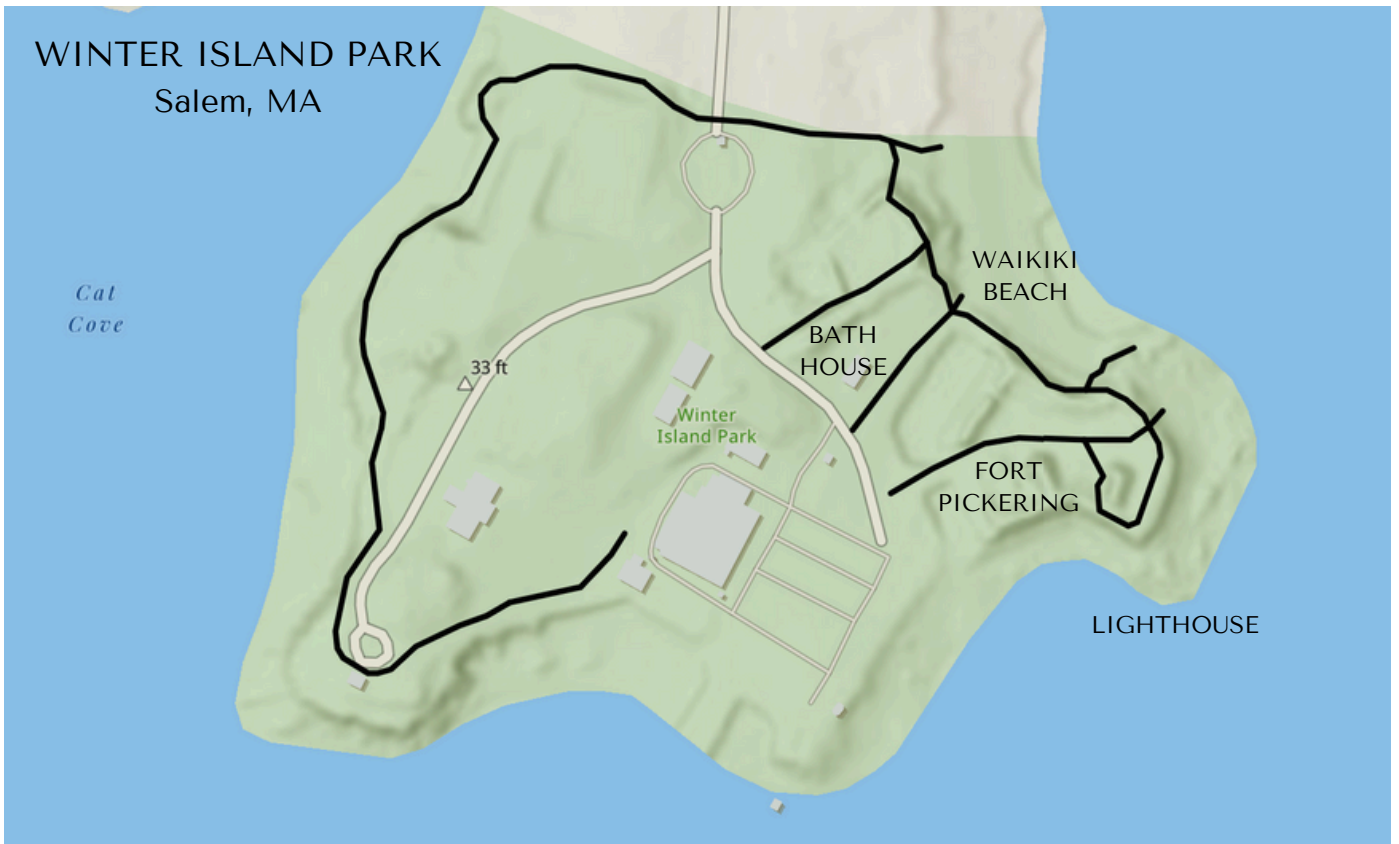 WINTER ISLAND PARK
Salem, MA
WAIKIKI
BEACH
Cat
Cove
BATH
HOUSE
33 ft
Winter
Island Park
FORT
PICKERING
LIGHTHOUSE